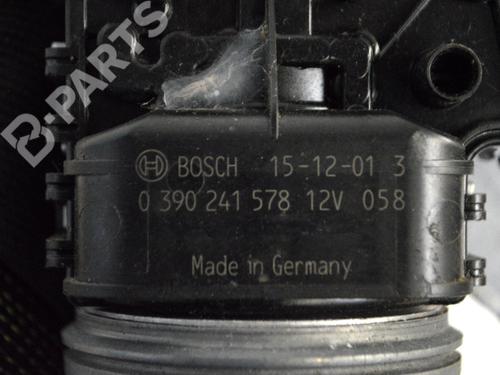 B-PARTS
BOSCH 15-12-01 3
0 390 241 578 12V 058
Made in Germany